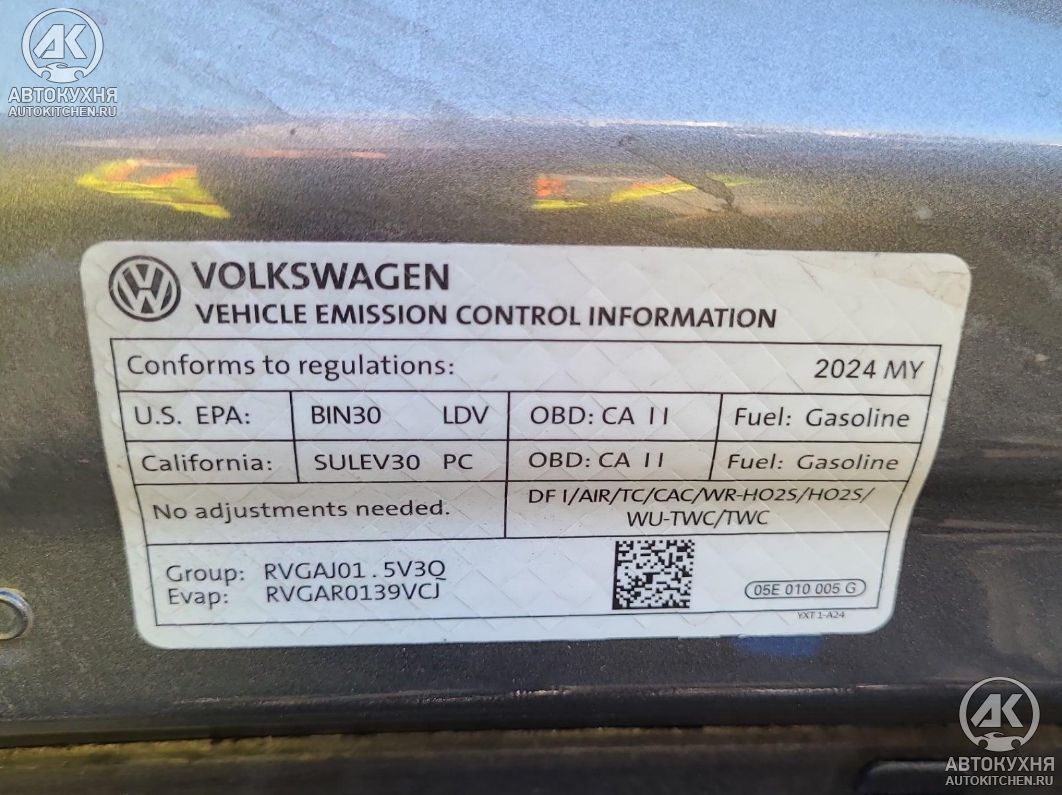 АК
АВТОКУХНЯ
AUTOKITCHEN.RU
VOLKSWAGEN
VEHICLE EMISSION CONTROL INFORMATION
Conforms to regulations: 2024 MY
U.S. EPA: BIN30 LDV OBD: CA II Fuel: Gasoline
California: SULEV30 PC OBD: CA II Fuel: Gasoline
No adjustments needed. DFI/AIR/TC/CAC/WR-HO2S/HO2S/
WU-TWC/TWC
Group: RVGAJ01.5V3Q
Evap: RVGAR0139VCJ
05E 010 005 G
YXT 1-A24
АК
АВТОКУХНЯ
AUTOKITCHEN.RU